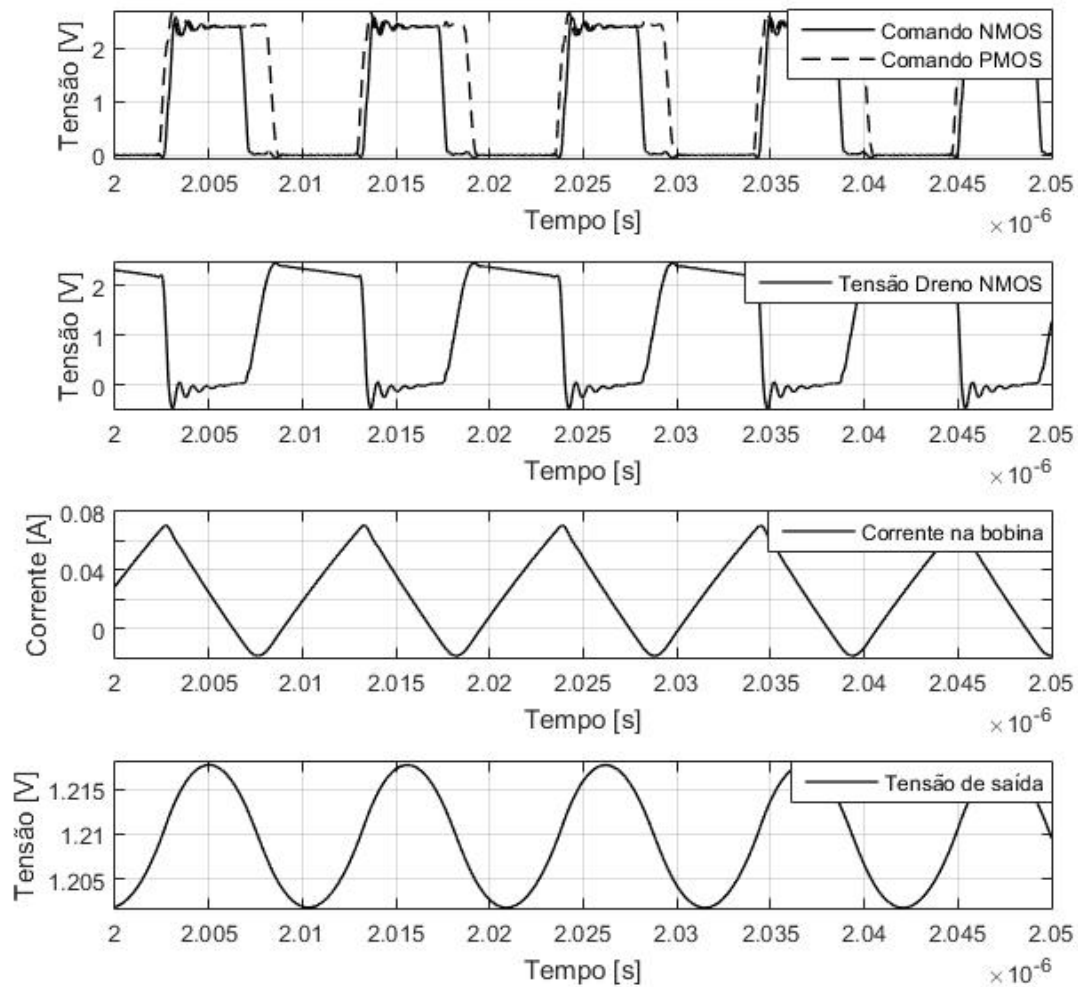 Tensão [V]
2
1
0
Comando NMOS
Comando PMOS
2 2.005 2.01 2.015 2.02 2.025 2.03 2.035 2.04 2.045 2.05
Tempo [s]
×10⁻⁶
Tensão [V]
2
1
0
Tensão Dreno NMOS
2 2.005 2.01 2.015 2.02 2.025 2.03 2.035 2.04 2.045 2.05
Tempo [s]
×10⁻⁶
Corrente [A]
0.08
0.04
0
Corrente na bobina
2 2.005 2.01 2.015 2.02 2.025 2.03 2.035 2.04 2.045 2.05
Tempo [s]
×10⁻⁶
Tensão [V]
1.215
1.21
1.205
Tensão de saída
2 2.005 2.01 2.015 2.02 2.025 2.03 2.035 2.04 2.045 2.05
Tempo [s]
×10⁻⁶